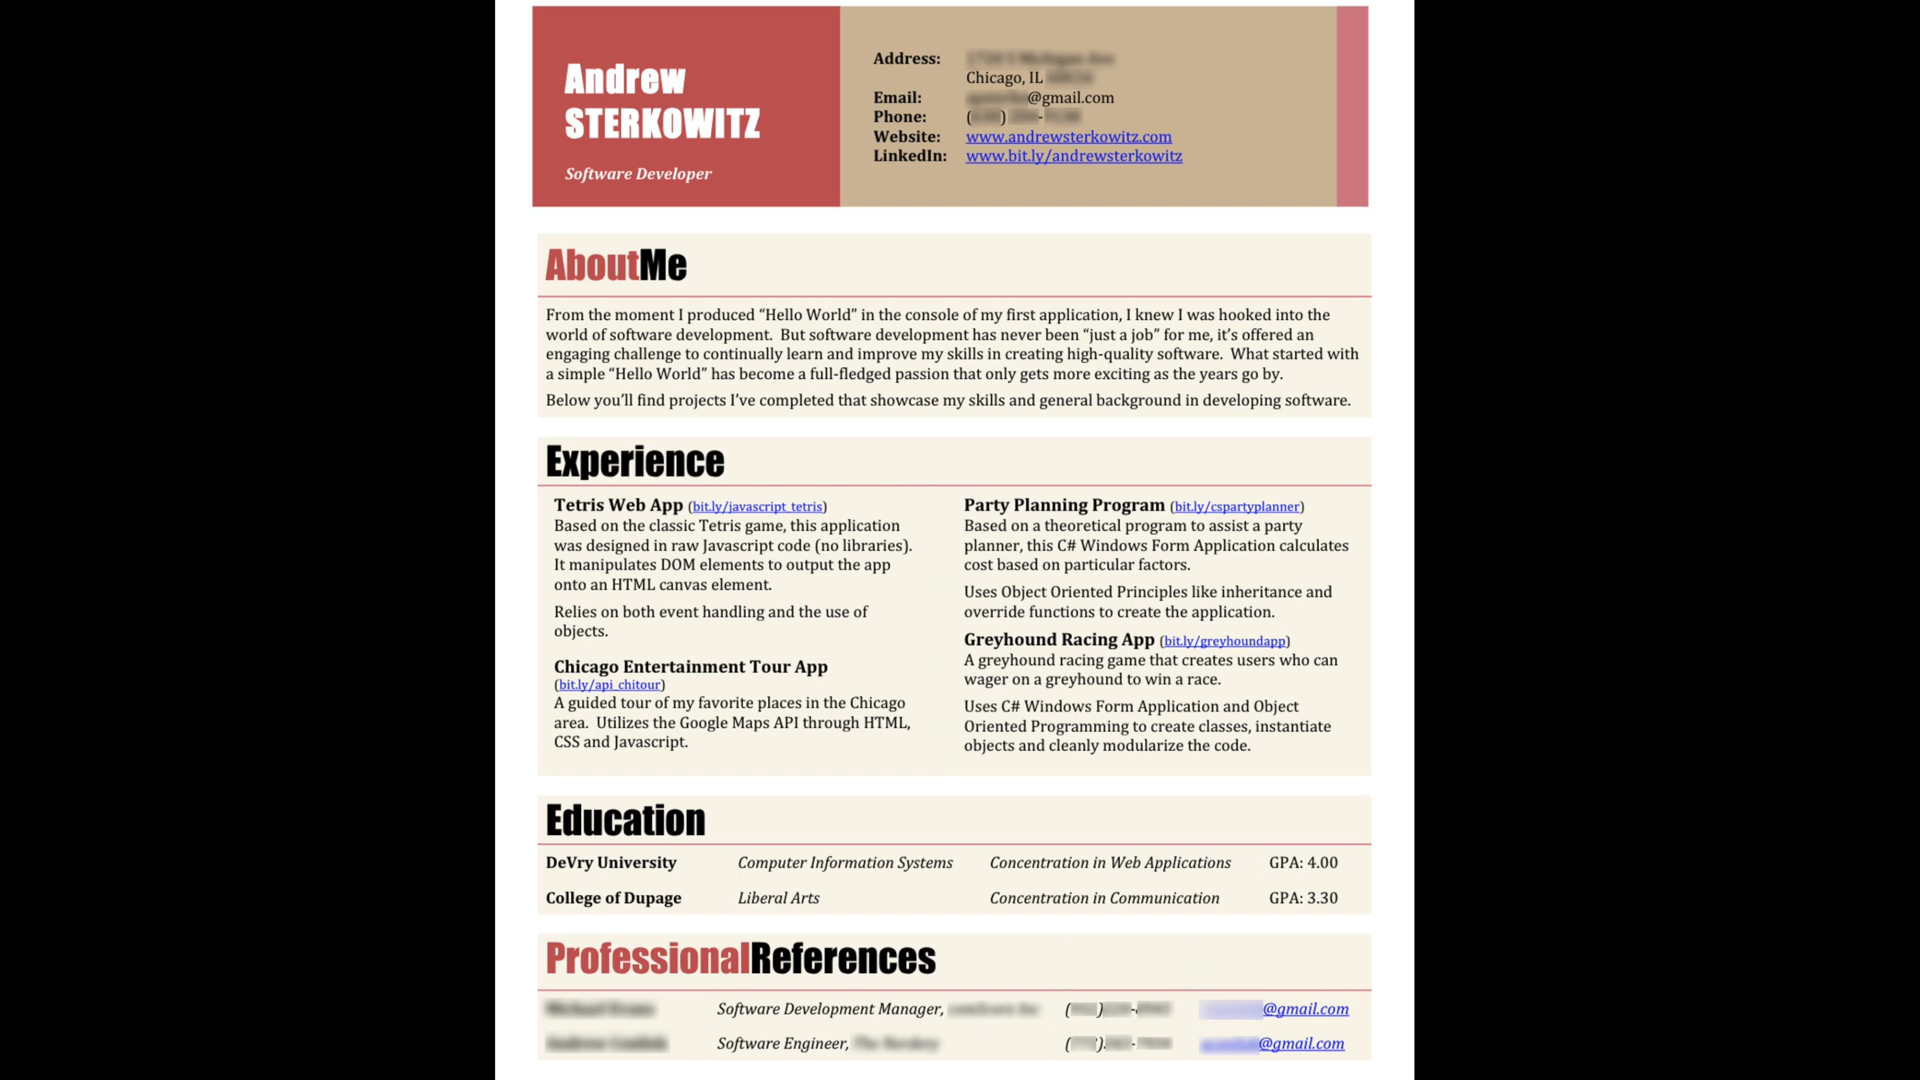 Andrew
STERKOWITZ
Software Developer
Address:
Chicago, IL
Email: @gmail.com
Phone: ( ) -
Website: www.andrewsterkowitz.com
LinkedIn: www.bit.ly/andrewsterkowitz
AboutMe
From the moment I produced “Hello World” in the console of my first application, I knew I was hooked into the
world of software development.  But software development has never been “just a job” for me, it’s offered an
engaging challenge to continually learn and improve my skills in creating high-quality software.  What started with
a simple “Hello World” has become a full-fledged passion that only gets more exciting as the years go by.
Below you’ll find projects I’ve completed that showcase my skills and general background in developing software.
Experience
Tetris Web App (bit.ly/javascript_tetris)
Based on the classic Tetris game, this application
was designed in raw Javascript code (no libraries).
It manipulates DOM elements to output the app
onto an HTML canvas element.
Relies on both event handling and the use of
objects.
Chicago Entertainment Tour App
(bit.ly/api_chitour)
A guided tour of my favorite places in the Chicago
area.  Utilizes the Google Maps API through HTML,
CSS and Javascript.
Party Planning Program (bit.ly/cspartyplanner)
Based on a theoretical program to assist a party
planner, this C# Windows Form Application calculates
cost based on particular factors.
Uses Object Oriented Principles like inheritance and
override functions to create the application.
Greyhound Racing App (bit.ly/greyhoundapp)
A greyhound racing game that creates users who can
wager on a greyhound to win a race.
Uses C# Windows Form Application and Object
Oriented Programming to create classes, instantiate
objects and cleanly modularize the code.
Education
DeVry University Computer Information Systems Concentration in Web Applications GPA: 4.00
College of Dupage Liberal Arts Concentration in Communication GPA: 3.30
ProfessionalReferences
Software Development Manager, ( ) - @gmail.com
Software Engineer, ( ) - @gmail.com